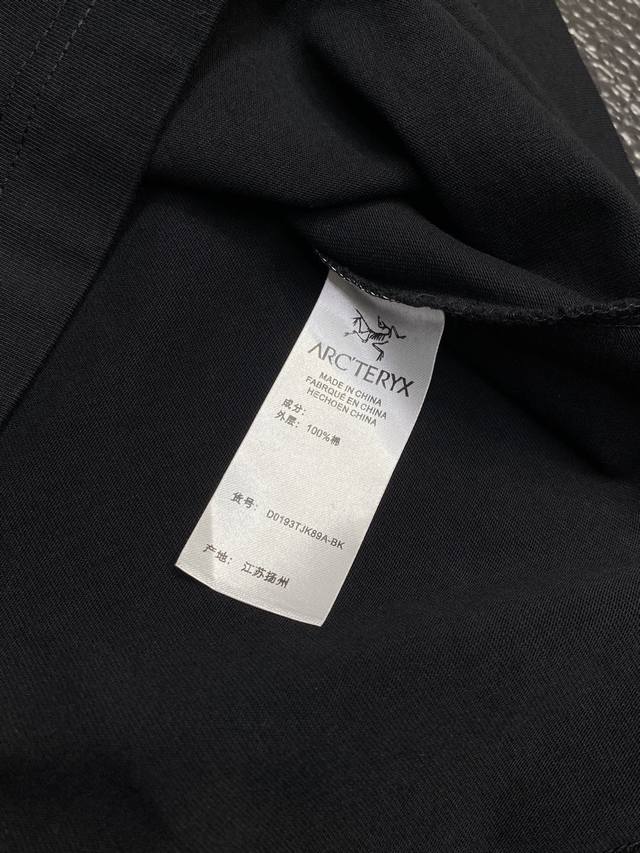 ARC'TERYX
MADE IN CHINA
FABRIQUÉ EN CHINA
HECHOEN CHINA
成分:
外层: 100%棉
货号: D0193TJK89A-BK
产地: 江苏扬州